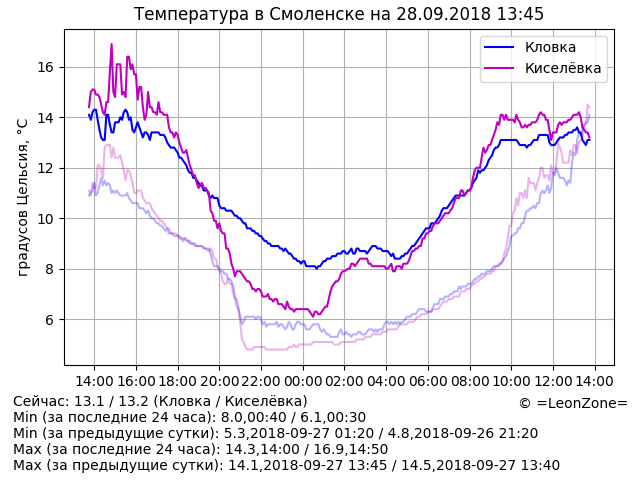 Температура в Смоленске на 28.09.2018 13:45
Кловка
Киселёвка
градусов Цельсия, °C
16
14
12
10
8
6
14:00 16:00 18:00 20:00 22:00 00:00 02:00 04:00 06:00 08:00 10:00 12:00 14:00
Сейчас: 13.1 / 13.2 (Кловка / Киселёвка)
© =LeonZone=
Min (за последние 24 часа): 8.0,00:40 / 6.1,00:30
Min (за предыдущие сутки): 5.3,2018-09-27 01:20 / 4.8,2018-09-26 21:20
Max (за последние 24 часа): 14.3,14:00 / 16.9,14:50
Max (за предыдущие сутки): 14.1,2018-09-27 13:45 / 14.5,2018-09-27 13:40